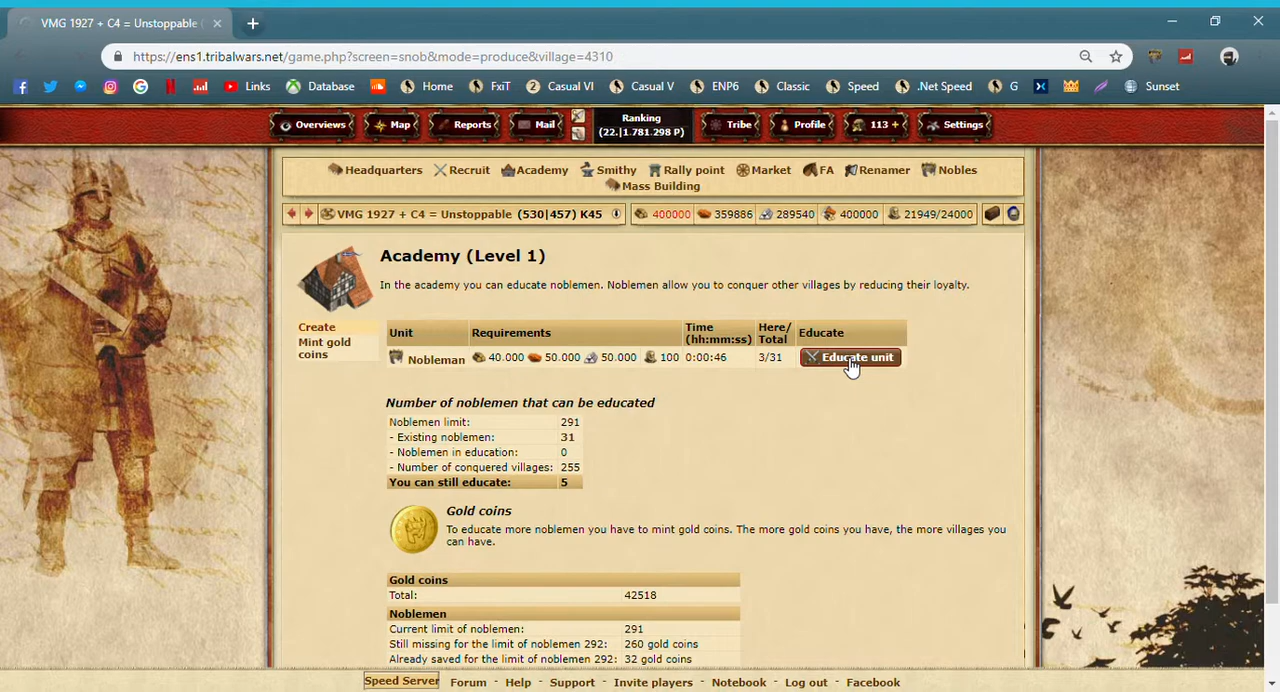 VMG 1927 + C4 = Unstoppable (
https://ens1.tribalwars.net/game.php?screen=snob&mode=produce&village=4310
Links Database Home FxiT Casual VI Casual V ENP6 Classic Speed .Net Speed G Sunset
Overviews Map Reports Mail Ranking Tribe Profile 113 + Settings
(22.|1.781.298 P)
Headquarters Recruit Academy Smithy Rally point Market FA Renamer Nobles
Mass Building
VMG 1927 + C4 = Unstoppable (530|457) K45 400000 359886 289540 400000 21949/24000
Academy (Level 1)
In the academy you can educate noblemen. Noblemen allow you to conquer other villages by reducing their loyalty.
Create
Mint gold
coins
Unit Requirements Time Here/ Educate
(hh:mm:ss) Total
Nobleman 40.000 50.000 50.000 100 0:00:46 3/31 Educate unit
Number of noblemen that can be educated
Noblemen limit: 291
- Existing noblemen: 31
- Noblemen in education: 0
- Number of conquered villages: 255
You can still educate: 5
Gold coins
To educate more noblemen you have to mint gold coins. The more gold coins you have, the more villages you
can have.
Gold coins
Total: 42518
Noblemen
Current limit of noblemen: 291
Still missing for the limit of noblemen 292: 260 gold coins
Already saved for the limit of noblemen 292: 32 gold coins
Speed Server Forum - Help - Support - Invite players - Notebook - Log out - Facebook